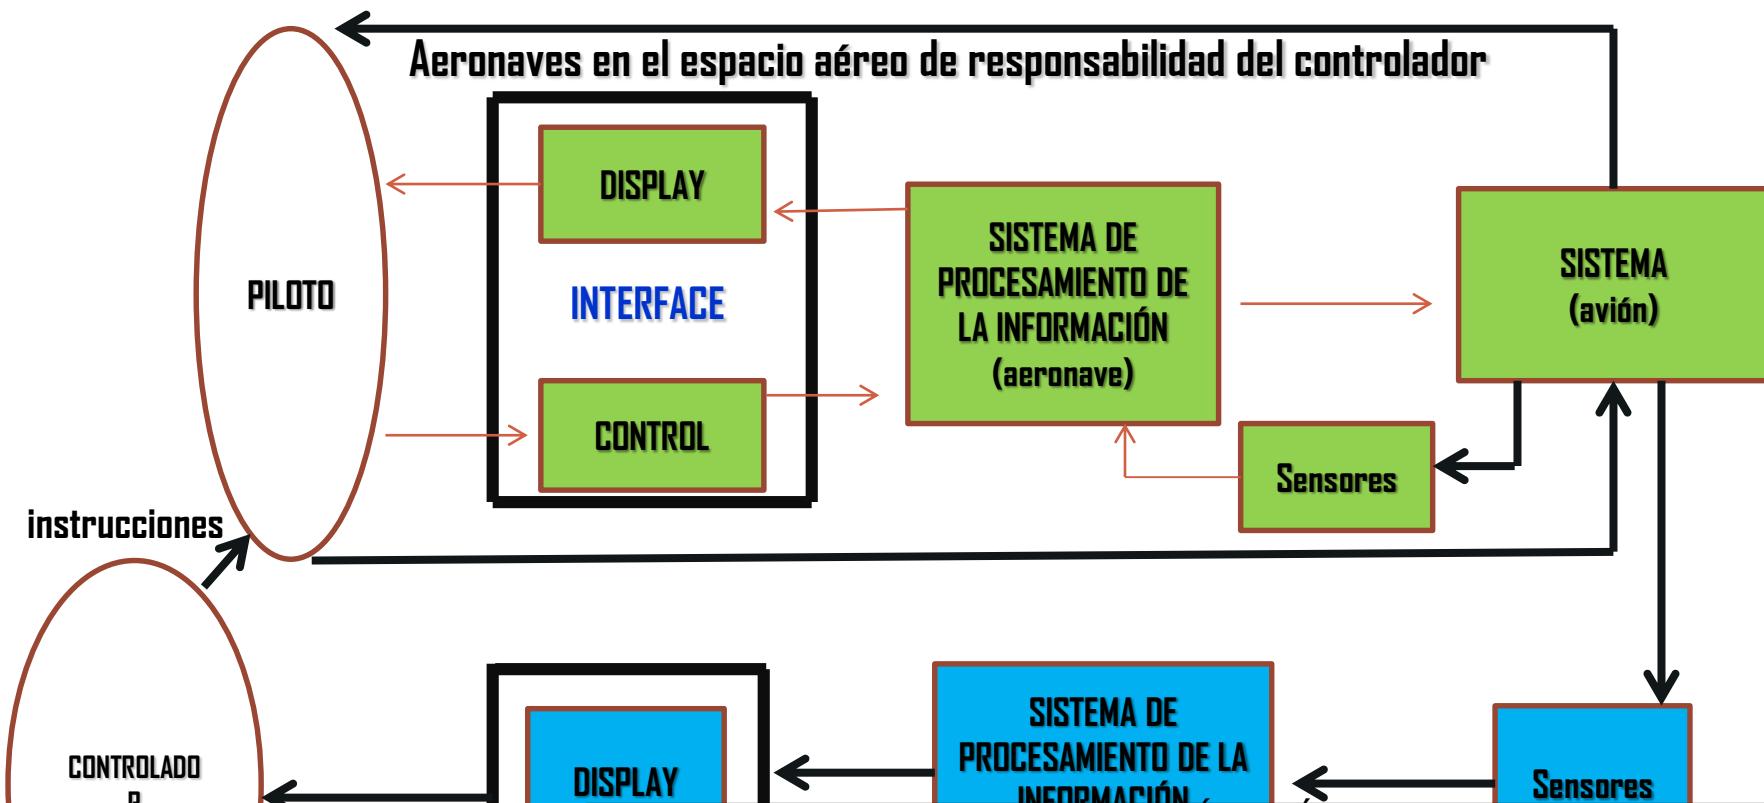 Aeronaves en el espacio aéreo de responsabilidad del controlador
DISPLAY
PILOTO
INTERFACE
CONTROL
SISTEMA DE
PROCESAMIENTO DE
LA INFORMACIÓN
(aeronave)
SISTEMA
(avión)
Sensores
instrucciones
CONTROLADO
R
DISPLAY
SISTEMA DE
PROCESAMIENTO DE LA
INFORMACIÓN
Sensores